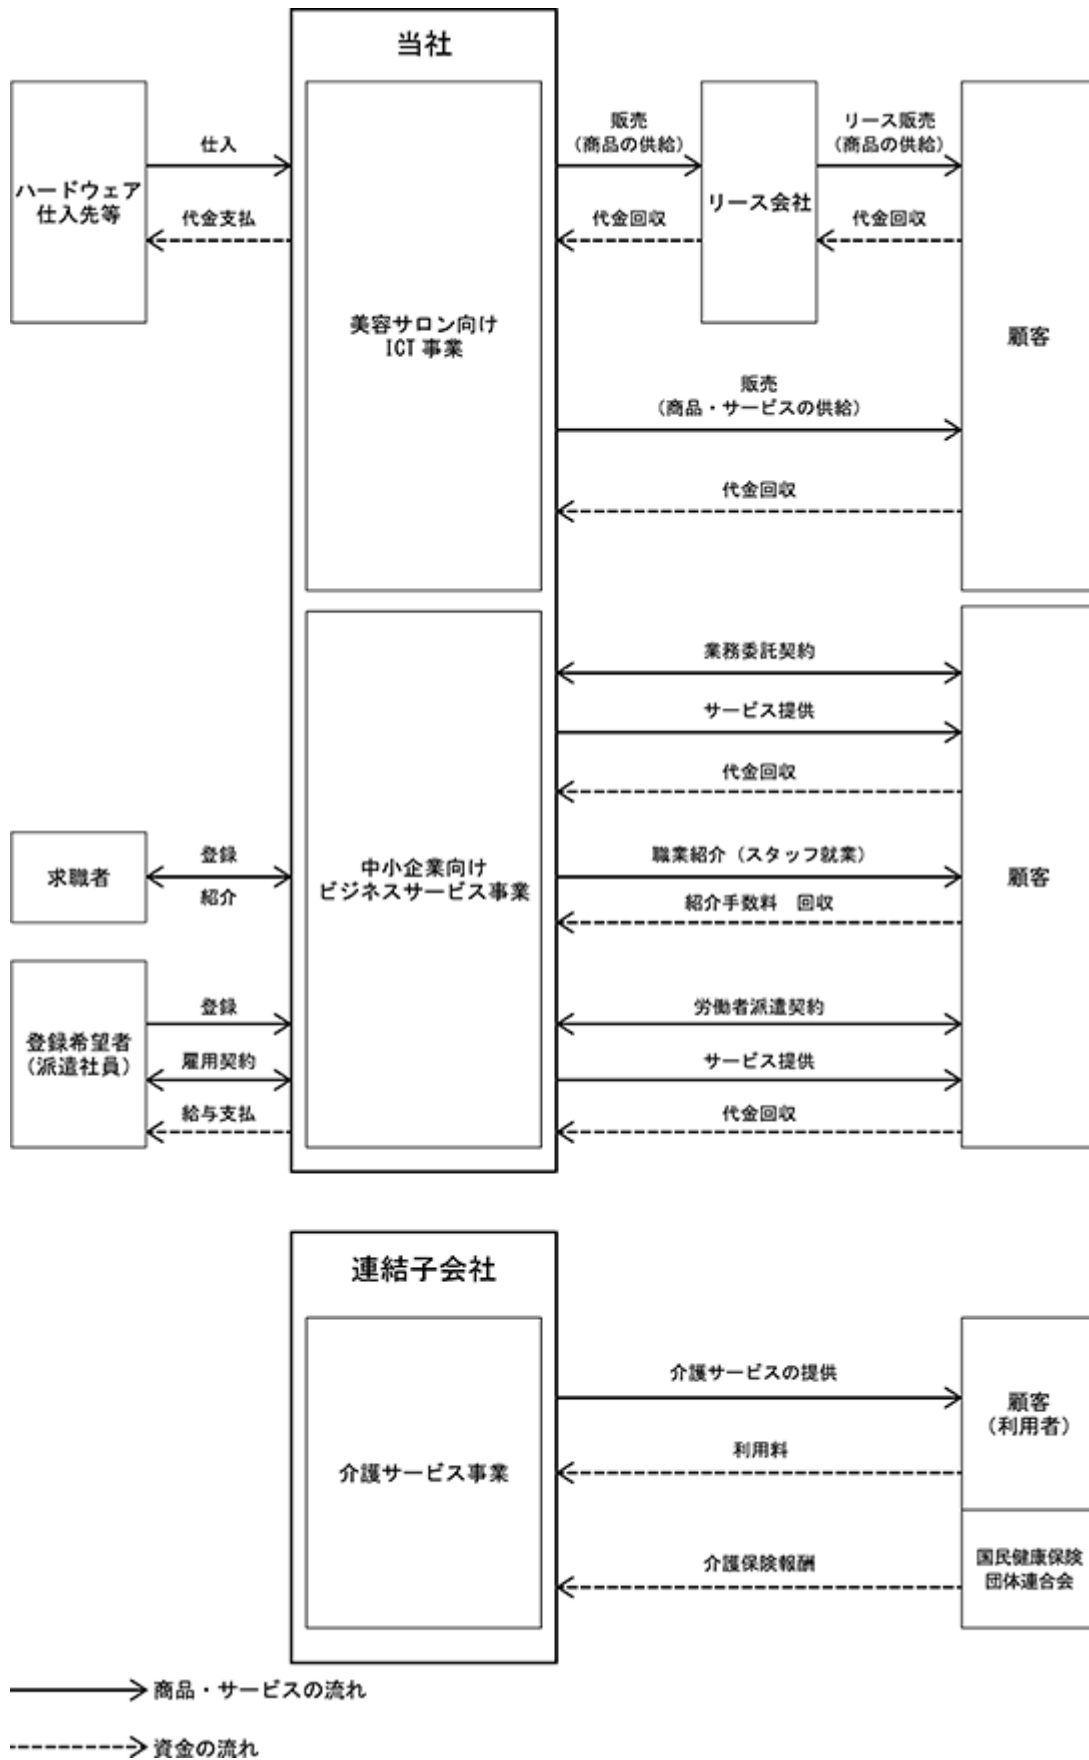 当社
ハードウェア
仕入先等
仕入
代金支払
美容サロン向け
ICT事業
販売
(商品の供給)
代金回収
リース会社
リース販売
(商品の供給)
代金回収
顧客
販売
(商品・サービスの供給)
代金回収
中小企業向け
ビジネスサービス事業
業務委託契約
サービス提供
代金回収
求職者
登録
紹介
職業紹介(スタッフ就業)
紹介手数料 回収
顧客
登録希望者
(派遣社員)
登録
雇用契約
給与支払
労働者派遣契約
サービス提供
代金回収
連結子会社
介護サービス事業
介護サービスの提供
利用料
顧客
(利用者)
介護保険報酬
国民健康保険
団体連合会
商品・サービスの流れ
資金の流れ